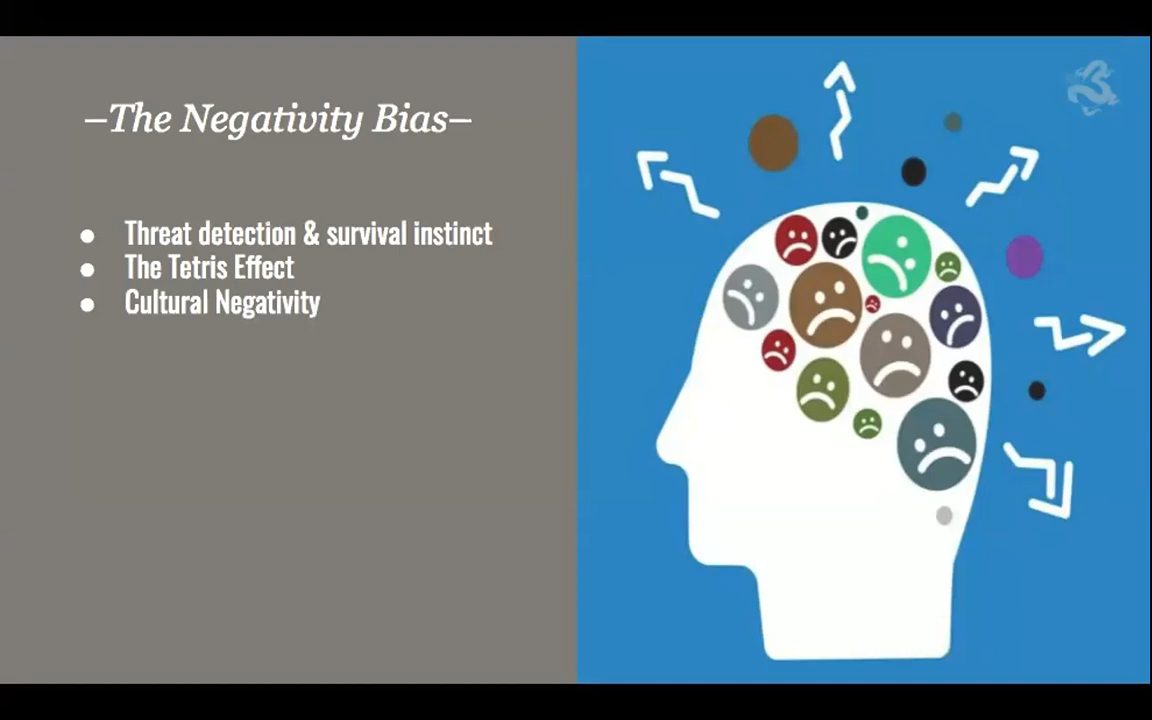 –The Negativity Bias–
● Threat detection & survival instinct
● The Tetris Effect
● Cultural Negativity